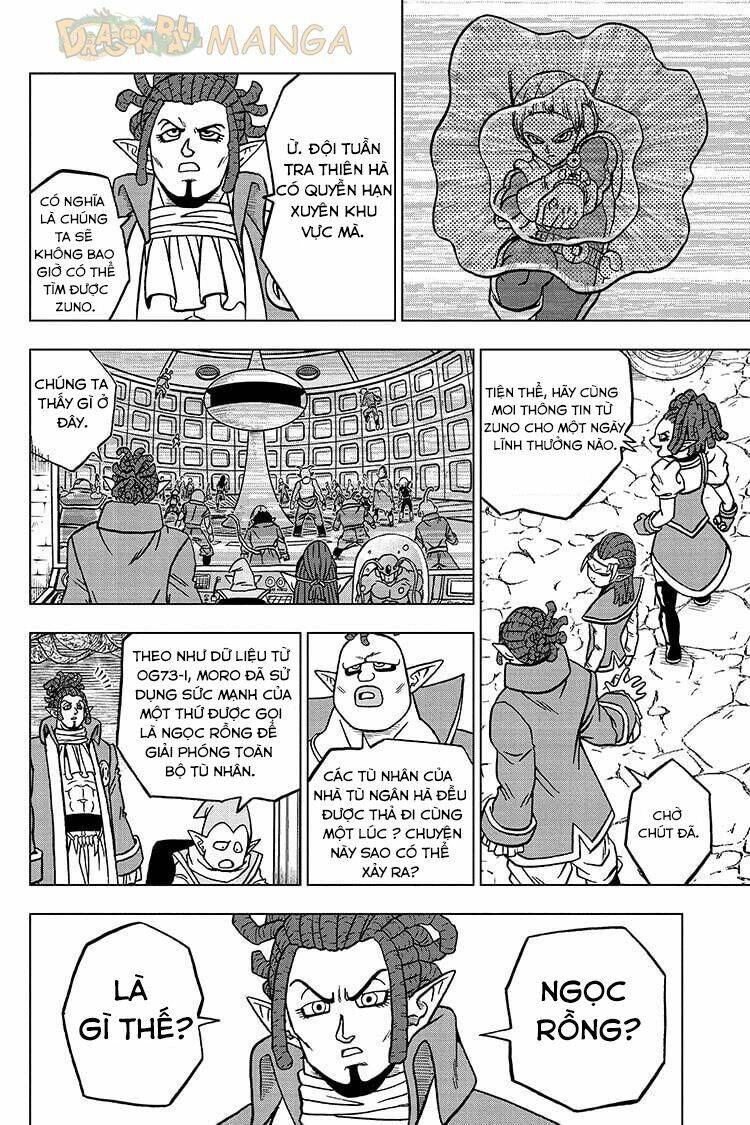 DRAGON BALL MANGA
Ừ. ĐỘI TUẦN
TRA THIÊN HÀ
CÓ QUYỀN HẠN
XUYÊN KHU
VỰC MÀ.
CÓ NGHĨA
LÀ CHÚNG
TA SẼ
KHÔNG BAO
GIỜ CÓ THỂ
TÌM ĐƯỢC
ZUNO.
CHÚNG TA
THẤY GÌ Ở
ĐÂY.
TIỆN THỂ, HÃY CÙNG
MOI THÔNG TIN TỪ
ZUNO CHO MỘT NGÁY
LĨNH THƯỞNG NÀO.
CHỜ
CHÚT ĐÃ.
THEO NHƯ DỮ LIỆU TỪ
OG73-I, MORO ĐÃ SỬ
DỤNG SỨC MẠNH CỦA
MỘT THỨ ĐƯỢC GỌI
LÀ NGỌC RỒNG ĐỂ
GIẢI PHÓNG TOÀN
BỘ TÙ NHÂN.
CÁC TÙ NHÂN CỦA
NHÀ TÙ NGÂN HÀ ĐỀU
ĐƯỢC THẢ ĐI CÙNG
MỘT LÚC ? CHUYỆN
NÀY SAO CÓ THỂ
XẢY RA?
LÀ
GÌ THẾ?
NGỌC
RỒNG?